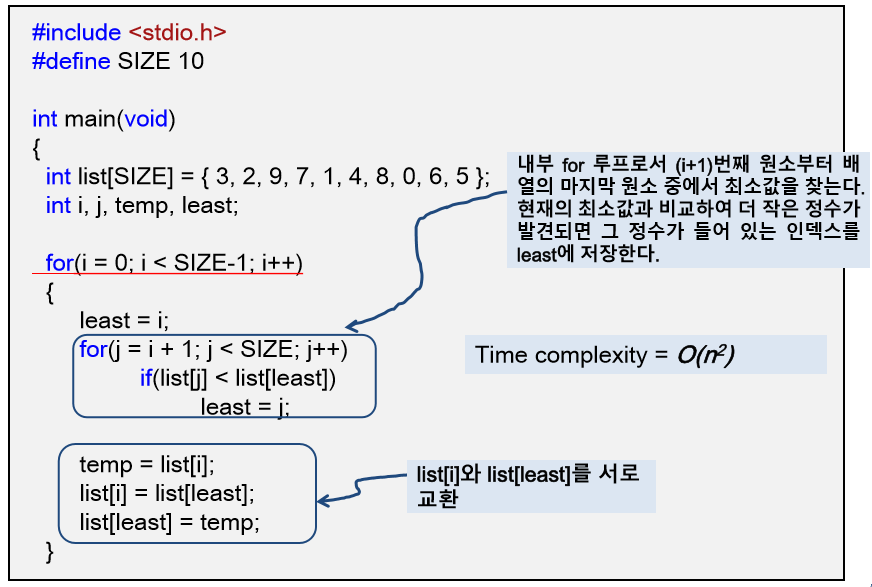 #include <stdio.h>
#define SIZE 10
int main(void)
{
int list[SIZE] = { 3, 2, 9, 7, 1, 4, 8, 0, 6, 5 };
int i, j, temp, least;
내부 for 루프로서 (i+1)번째 원소부터 배
열의 마지막 원소 중에서 최소값을 찾는다.
현재의 최소값과 비교하여 더 작은 정수가
발견되면 그 정수가 들어 있는 인덱스를
least에 저장한다.
for(i = 0; i < SIZE-1; i++)
{
least = i;
for(j = i + 1; j < SIZE; j++)
if(list[j] < list[least])
least = j;
Time complexity = O(n²)
temp = list[i];
list[i] = list[least];
list[least] = temp;
list[i]와 list[least]를 서로
교환
}